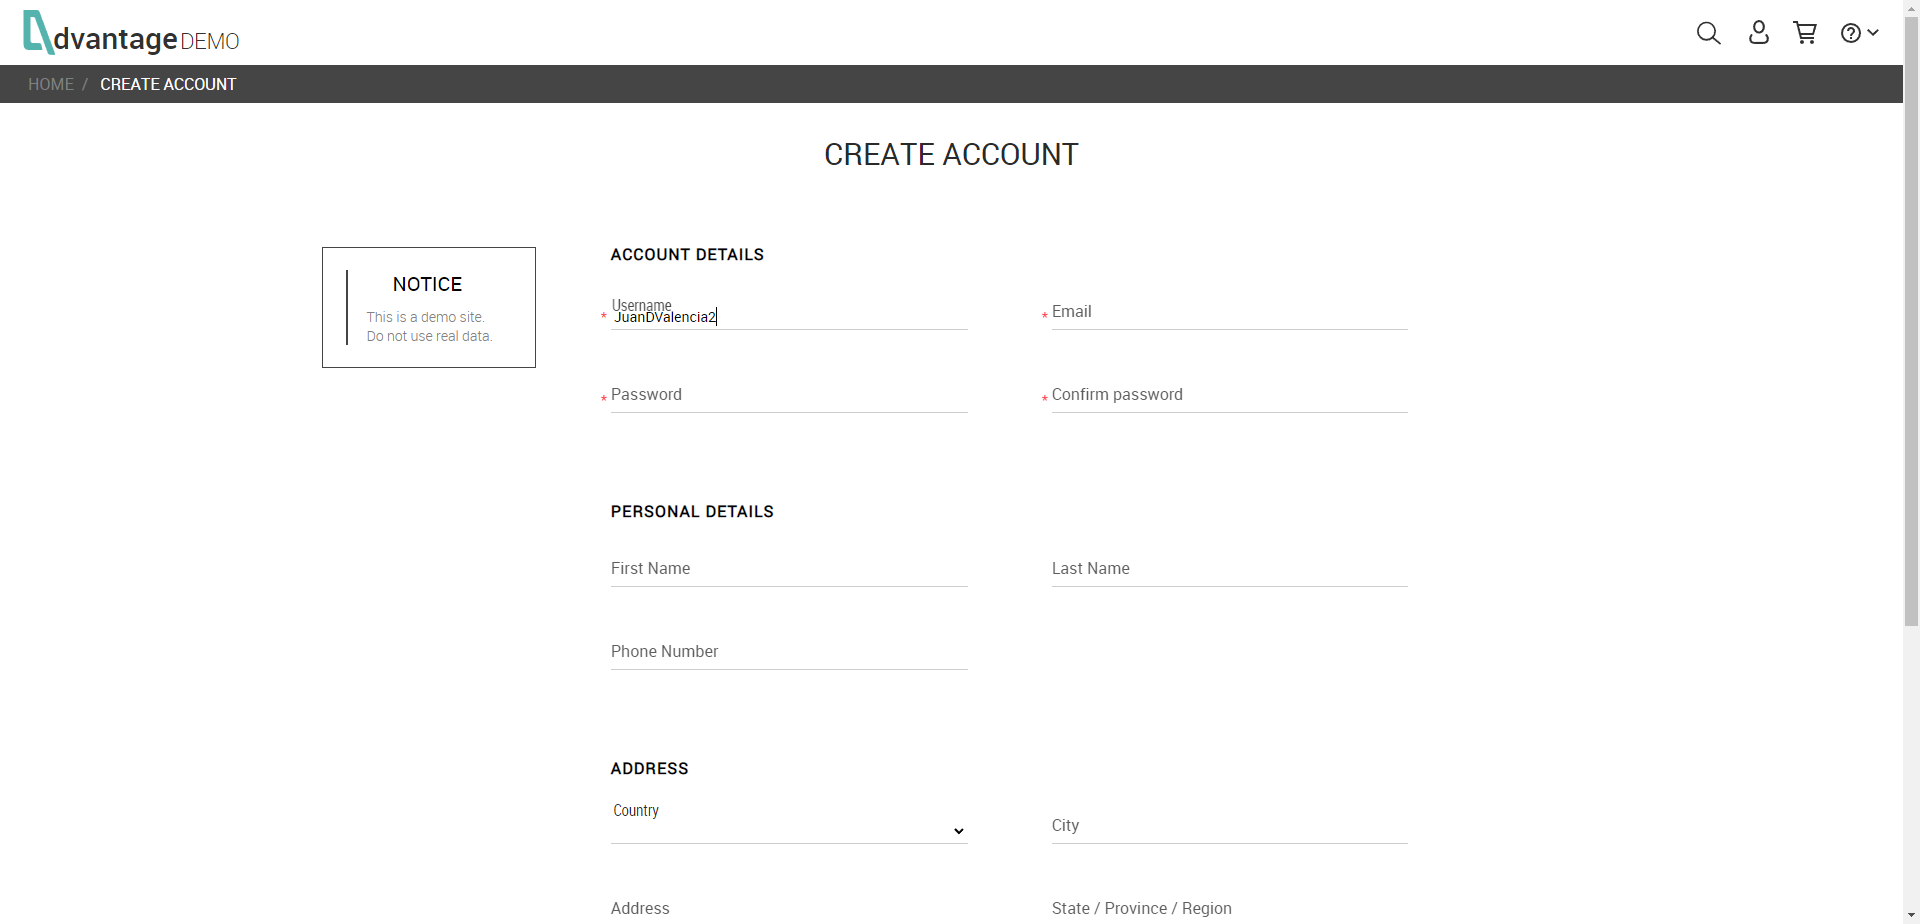 dvantage DEMO
HOME / CREATE ACCOUNT
CREATE ACCOUNT
NOTICE
This is a demo site.
Do not use real data.
ACCOUNT DETAILS
Username
* JuanDValencia2
* Email
* Password
* Confirm password
PERSONAL DETAILS
First Name
Last Name
Phone Number
ADDRESS
Country
City
Address
State / Province / Region